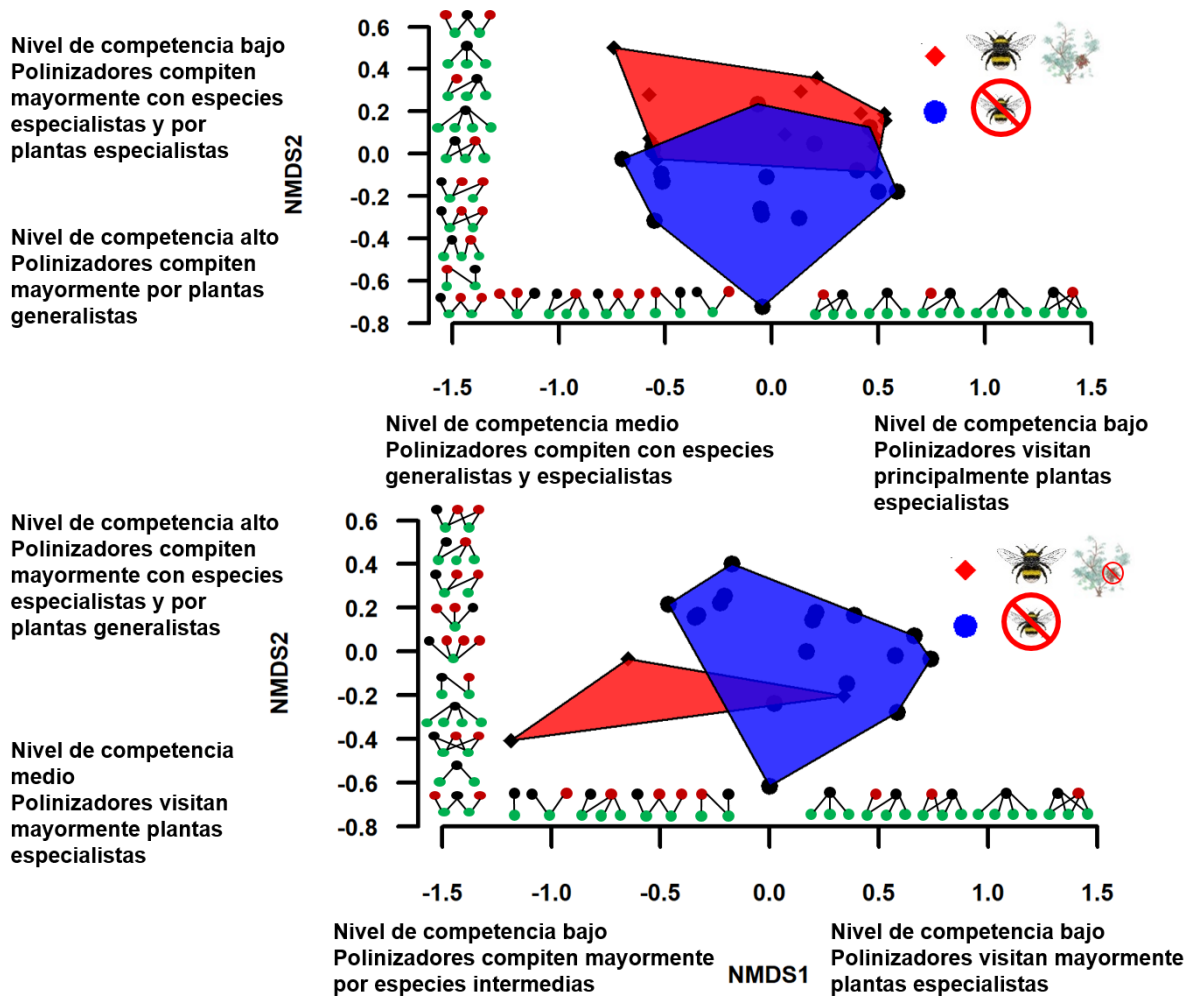 Nivel de competencia bajo
Polinizadores compiten
mayormente con especies
especialistas y por
plantas especialistas
Nivel de competencia alto
Polinizadores compiten
mayormente por plantas
generalistas
NMDS2
0.6
0.4
0.2
0.0
-0.2
-0.4
-0.6
-0.8
-1.5 -1.0 -0.5 0.0 0.5 1.0 1.5
Nivel de competencia medio
Polinizadores compiten con especies
generalistas y especialistas
Nivel de competencia bajo
Polinizadores visitan
principalmente plantas
especialistas
Nivel de competencia alto
Polinizadores compiten
mayormente con especies
especialistas y por
plantas generalistas
Nivel de competencia
medio
Polinizadores visitan
mayormente plantas
especialistas
NMDS2
0.6
0.4
0.2
0.0
-0.2
-0.4
-0.6
-0.8
-1.5 -1.0 -0.5 0.0 0.5 1.0 1.5
Nivel de competencia bajo
Polinizadores compiten mayormente
por especies intermedias
NMDS1
Nivel de competencia bajo
Polinizadores visitan mayormente
plantas especialistas